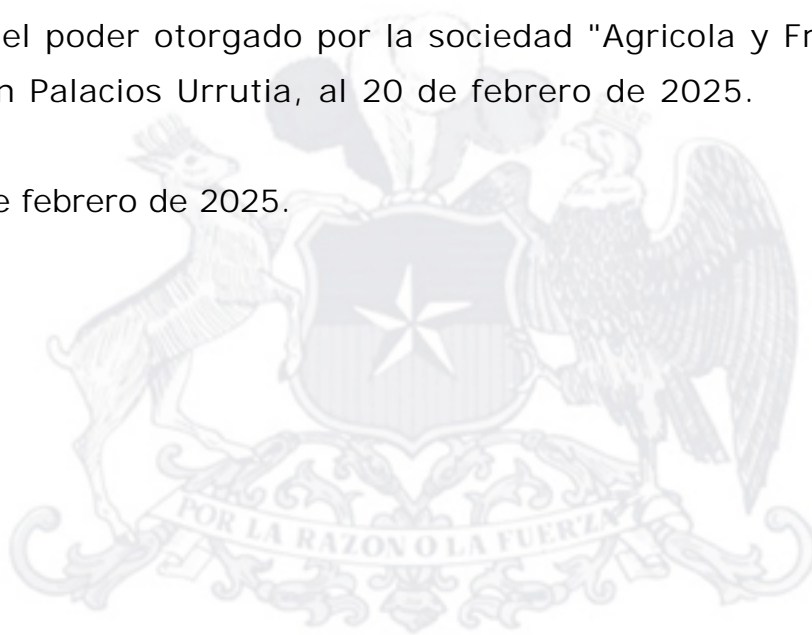 el poder otorgado por la sociedad "Agricola y Fr
n Palacios Urrutia, al 20 de febrero de 2025.
e febrero de 2025.
POR LA RAZON O LA FUERZA